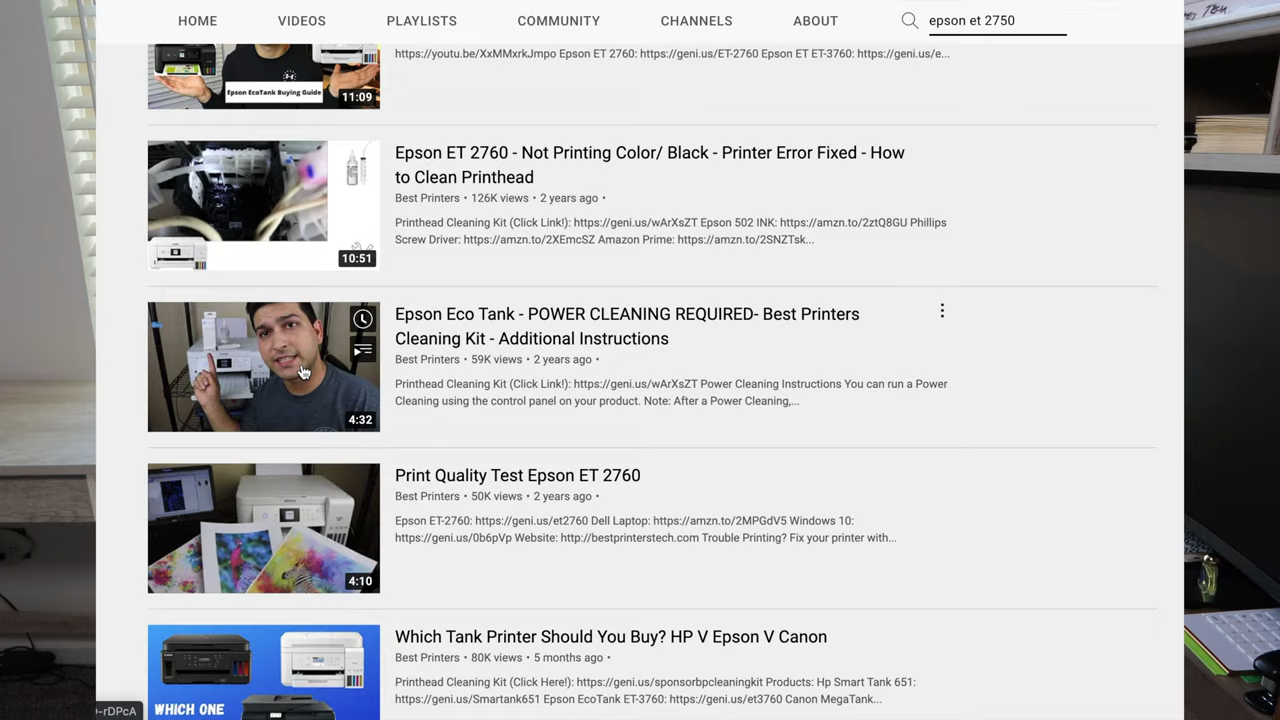 HOME
VIDEOS
PLAYLISTS
COMMUNITY
CHANNELS
ABOUT
epson et 2750
https://youtu.be/XxMMxrkJmpo Epson ET 2760: https://geni.us/ET-2760 Epson ET ET-3760: https://geni.us/e...
Epson EcoTank Buying Guide
11:09
Epson ET 2760 - Not Printing Color/ Black - Printer Error Fixed - How
to Clean Printhead
Best Printers • 126K views • 2 years ago •
Printhead Cleaning Kit (Click Link!): https://geni.us/wArXsZT Epson 502 INK: https://amzn.to/2ztQ8GU Phillips
Screw Driver: https://amzn.to/2XEmcSZ Amazon Prime: https://amzn.to/2SNZTsk...
10:51
Epson Eco Tank - POWER CLEANING REQUIRED- Best Printers
Cleaning Kit - Additional Instructions
Best Printers • 59K views • 2 years ago •
Printhead Cleaning Kit (Click Link!): https://geni.us/wArXsZT Power Cleaning Instructions You can run a Power
Cleaning using the control panel on your product. Note: After a Power Cleaning,...
4:32
Print Quality Test Epson ET 2760
Best Printers • 50K views • 2 years ago •
Epson ET-2760: https://geni.us/et2760 Dell Laptop: https://amzn.to/2MPGdV5 Windows 10:
https://geni.us/0b6pVp Website: http://bestprinterstech.com Trouble Printing? Fix your printer with...
4:10
Which Tank Printer Should You Buy? HP V Epson V Canon
Best Printers • 80K views • 5 months ago •
Printhead Cleaning Kit (Click Here!): https://geni.us/sponsorbpcleaningkit Products: Hp Smart Tank 651:
https://geni.us/Smartank651 Epson EcoTank ET-3760: https://geni.us/et3760 Canon MegaTank...
WHICH ONE
-rDPcA